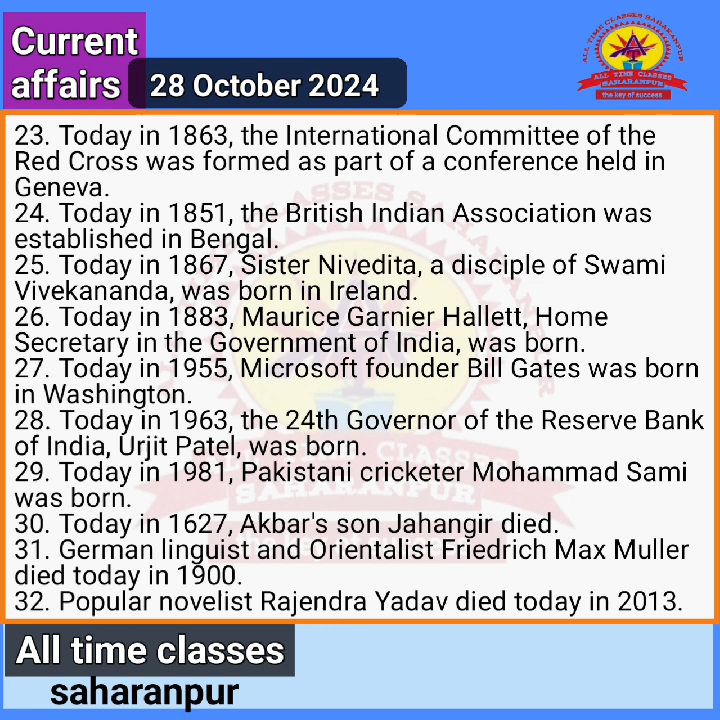 Current
affairs
28 October 2024
ALL TIME CLASSES SAHARANPUR
ALL TIME CLASSES
SAHARANPUR
the key of success
23. Today in 1863, the International Committee of the
Red Cross was formed as part of a conference held in
Geneva.
24. Today in 1851, the British Indian Association was
established in Bengal.
25. Today in 1867, Sister Nivedita, a disciple of Swami
Vivekananda, was born in Ireland.
26. Today in 1883, Maurice Garnier Hallett, Home
Secretary in the Government of India, was born.
27. Today in 1955, Microsoft founder Bill Gates was born
in Washington.
28. Today in 1963, the 24th Governor of the Reserve Bank
of India, Urjit Patel, was born.
29. Today in 1981, Pakistani cricketer Mohammad Sami
was born.
30. Today in 1627, Akbar's son Jahangir died.
31. German linguist and Orientalist Friedrich Max Muller
died today in 1900.
32. Popular novelist Rajendra Yadav died today in 2013.
All time classes
saharanpur